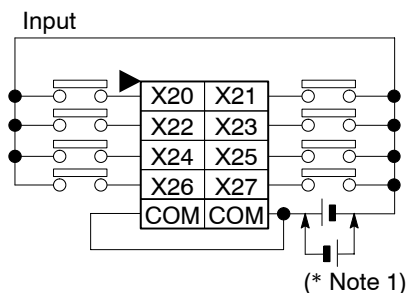 Input
X20 X21
X22 X23
X24 X25
X26 X27
COM COM
(* Note 1)